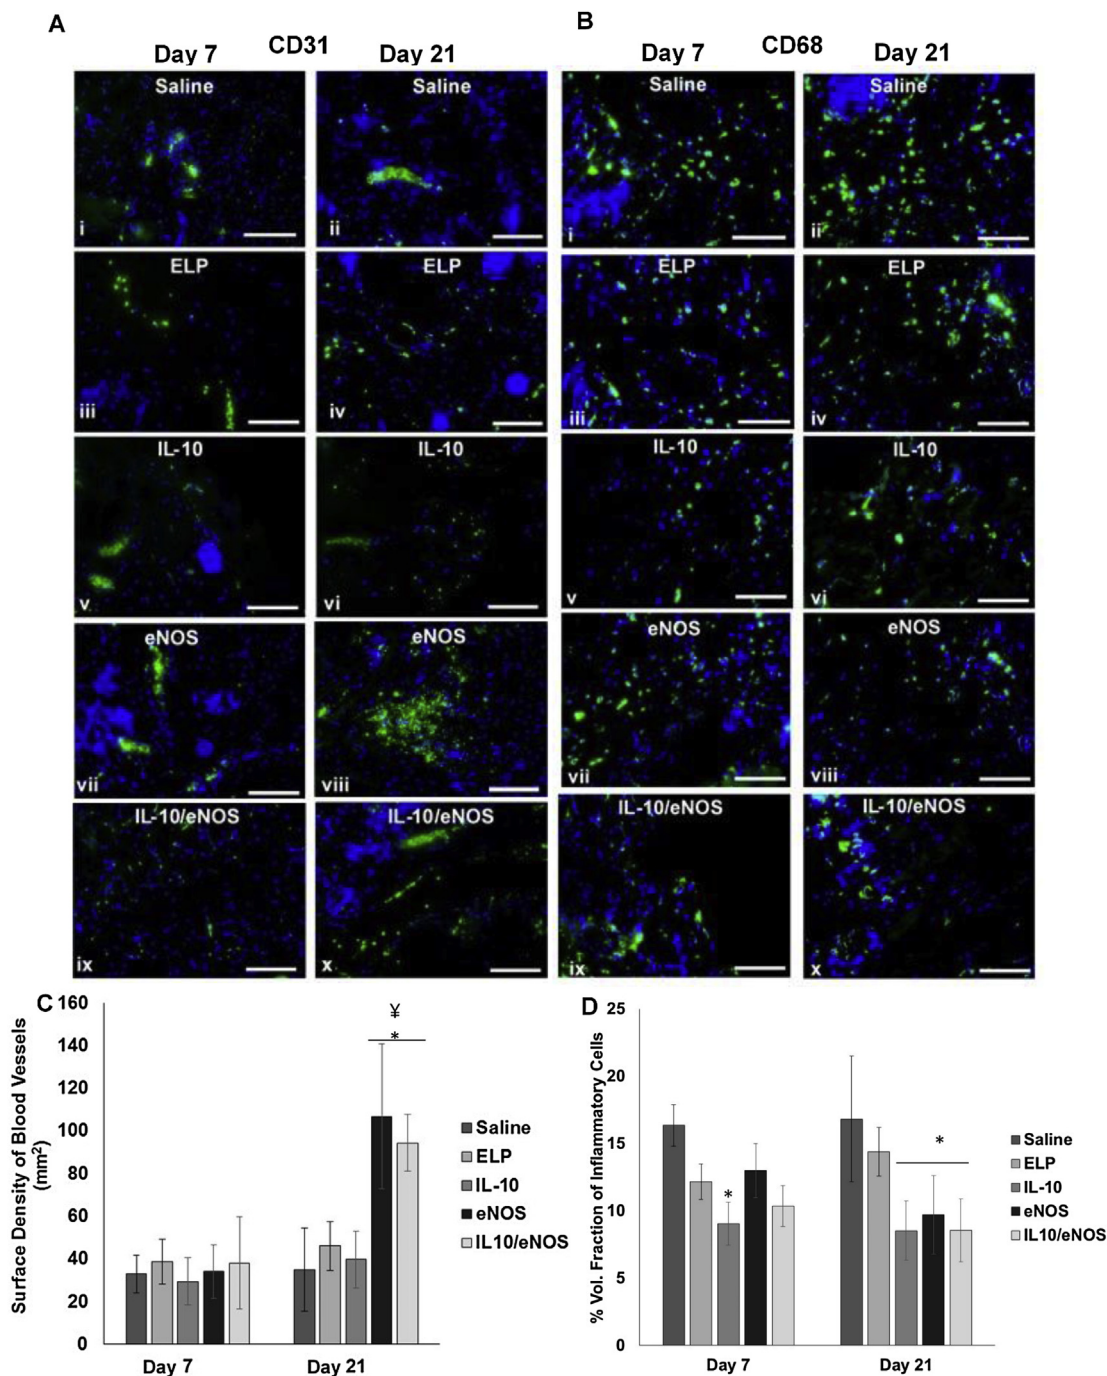 A
Day 7 CD31 Day 21
Saline Saline
i ii
ELP ELP
iii iv
IL-10 IL-10
v vi
eNOS eNOS
vii viii
IL-10/eNOS IL-10/eNOS
ix x
B
Day 7 CD68 Day 21
Saline Saline
i ii
ELP ELP
iii iv
IL-10 IL-10
v vi
eNOS eNOS
vii viii
IL-10/eNOS IL-10/eNOS
ix x
C
Surface Density of Blood Vessels
(mm²)
160
140
120
100
80
60
40
20
0
¥
*
Day 7 Day 21
Saline
ELP
IL-10
eNOS
IL10/eNOS
D
% Vol. Fraction of Inflammatory Cells
25
20
15
10
5
0
*
*
Day 7 Day 21
Saline
ELP
IL-10
eNOS
IL10/eNOS